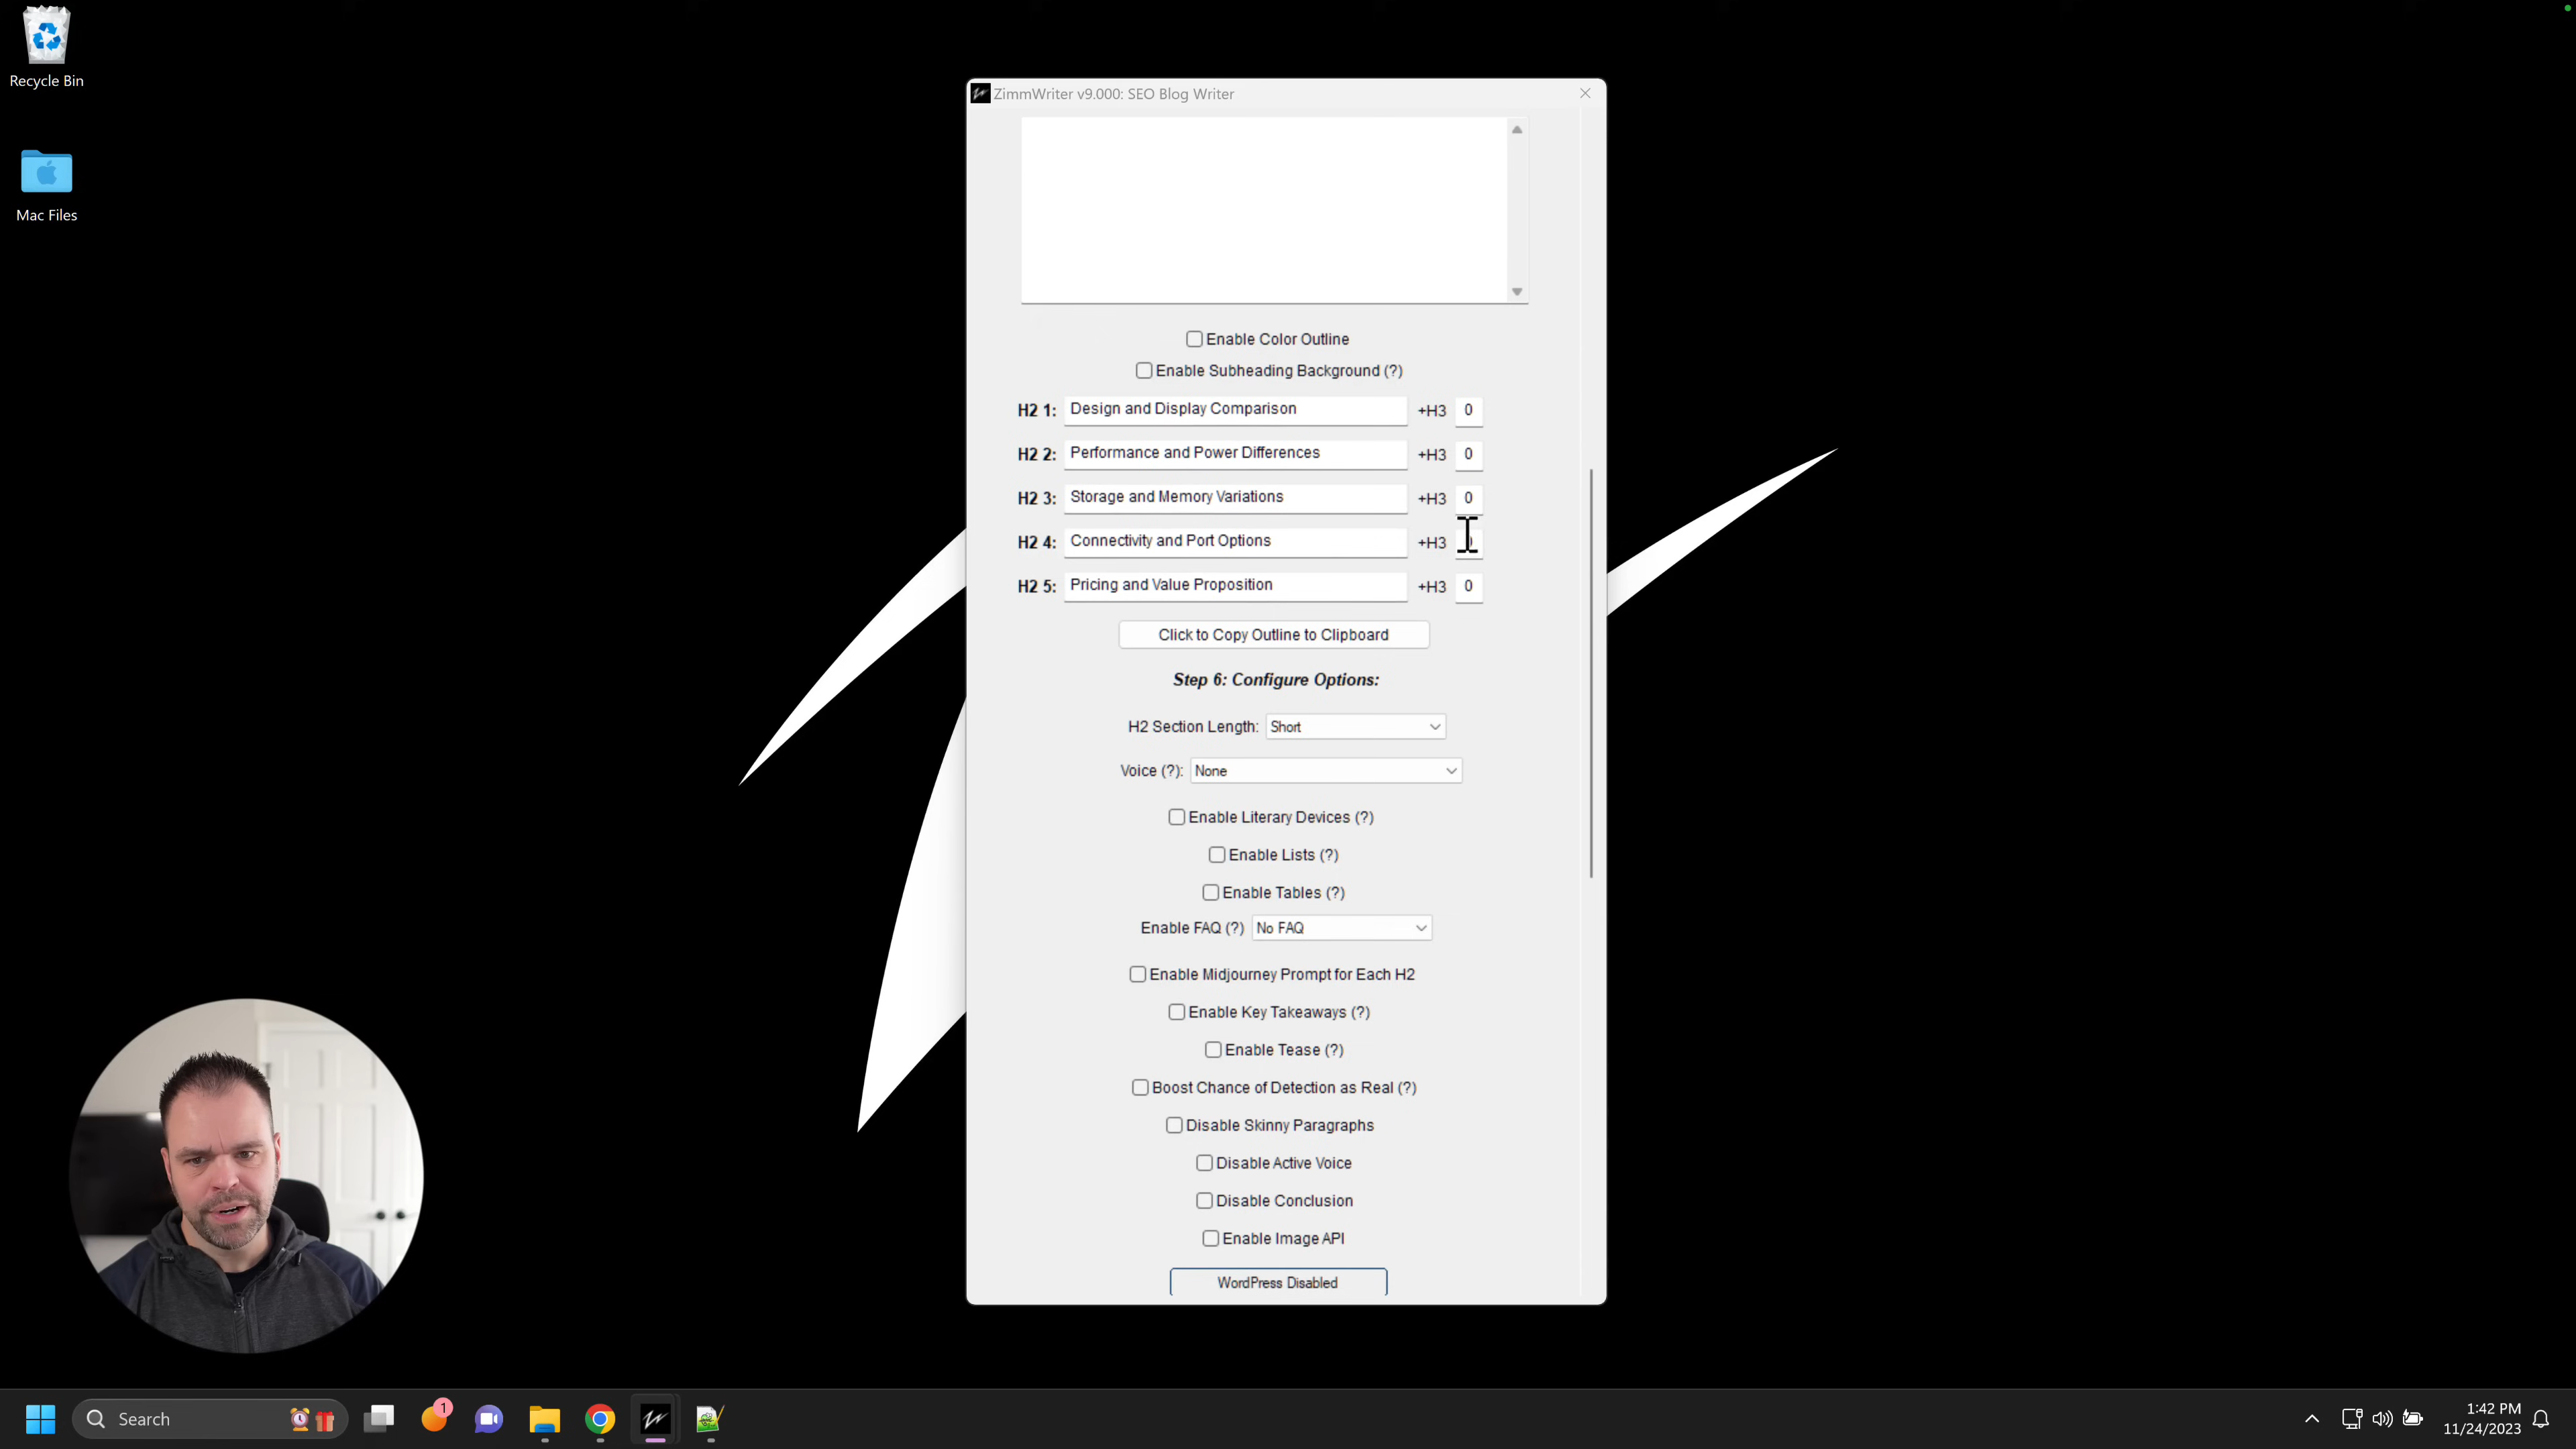 Recycle Bin
Mac Files
ZimmWriter v9.000: SEO Blog Writer
Enable Color Outline
Enable Subheading Background (?)
H2 1: Design and Display Comparison +H3 0
H2 2: Performance and Power Differences +H3 0
H2 3: Storage and Memory Variations +H3 0
H2 4: Connectivity and Port Options +H3
H2 5: Pricing and Value Proposition +H3 0
Click to Copy Outline to Clipboard
Step 6: Configure Options:
H2 Section Length: Short
Voice (?): None
Enable Literary Devices (?)
Enable Lists (?)
Enable Tables (?)
Enable FAQ (?) No FAQ
Enable Midjourney Prompt for Each H2
Enable Key Takeaways (?)
Enable Tease (?)
Boost Chance of Detection as Real (?)
Disable Skinny Paragraphs
Disable Active Voice
Disable Conclusion
Enable Image API
WordPress Disabled
Search
1
1:42 PM
11/24/2023